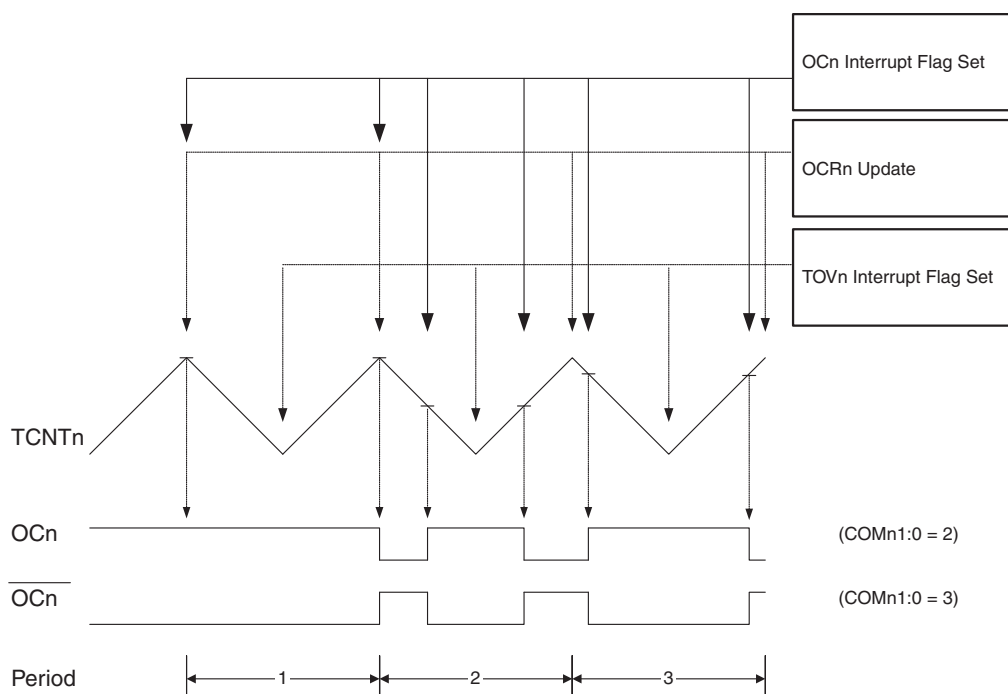 OCn Interrupt Flag Set
OCRn Update
TOVn Interrupt Flag Set
TCNTn
OCn
(COMn1:0 = 2)
OCn
(COMn1:0 = 3)
Period
1
2
3